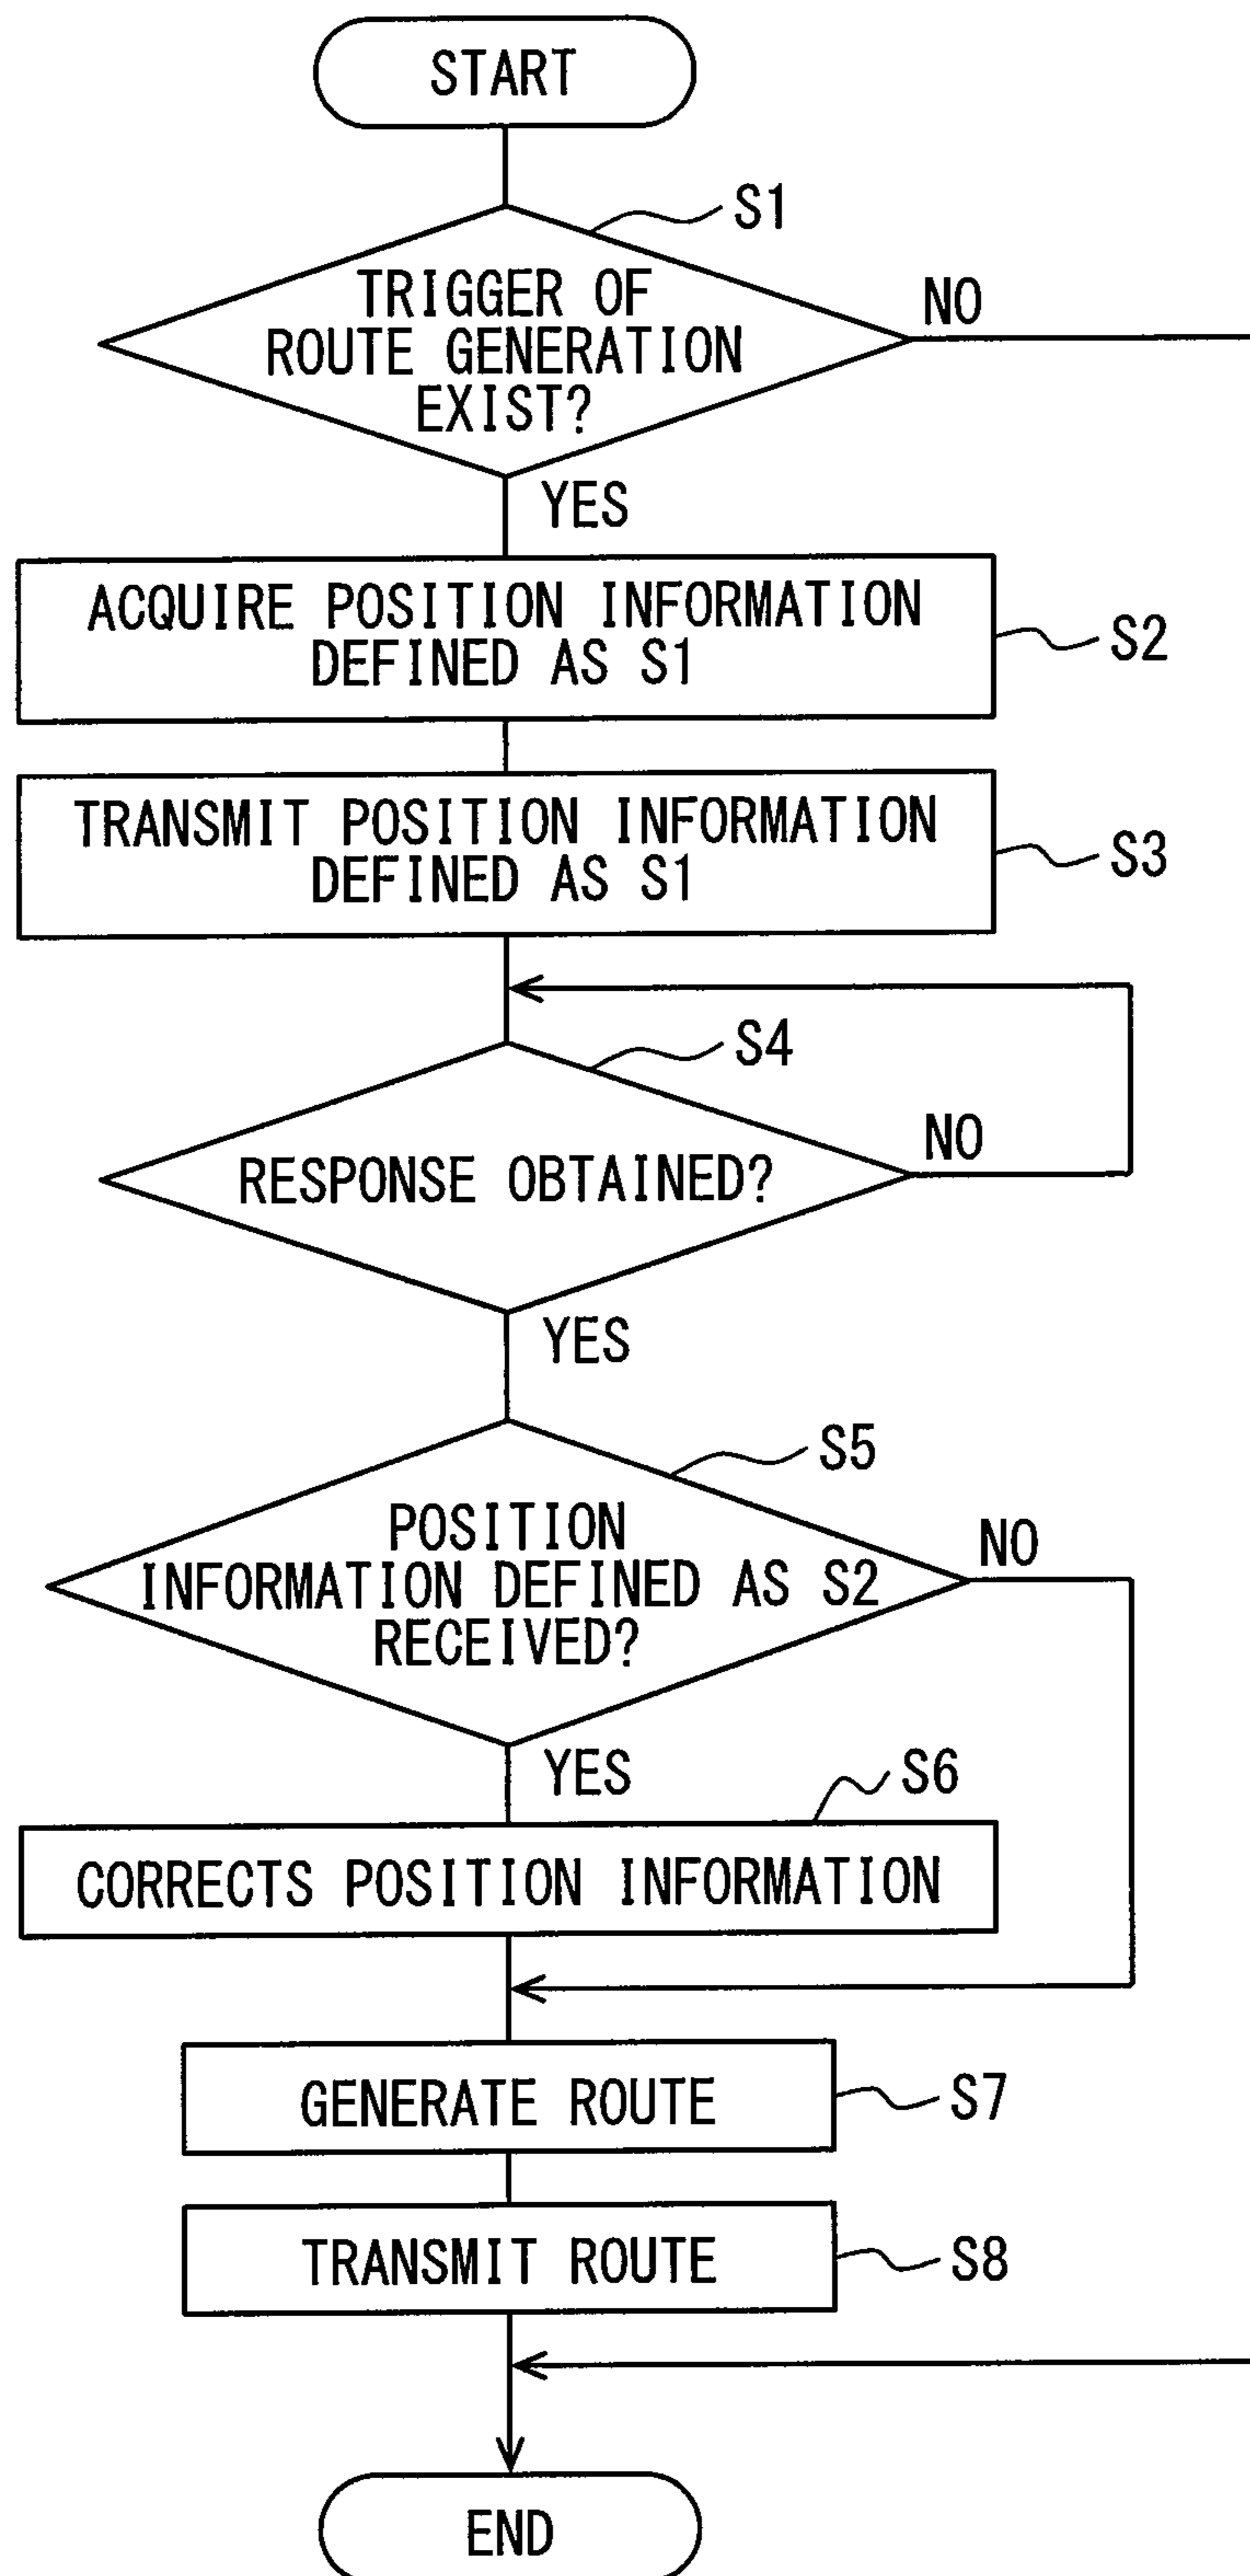 START
S1
TRIGGER OF
ROUTE GENERATION
EXIST?
NO
YES
ACQUIRE POSITION INFORMATION
DEFINED AS S1
S2
TRANSMIT POSITION INFORMATION
DEFINED AS S1
S3
S4
RESPONSE OBTAINED?
NO
YES
S5
POSITION
INFORMATION DEFINED AS S2
RECEIVED?
NO
YES
S6
CORRECTS POSITION INFORMATION
GENERATE ROUTE
S7
TRANSMIT ROUTE
S8
END